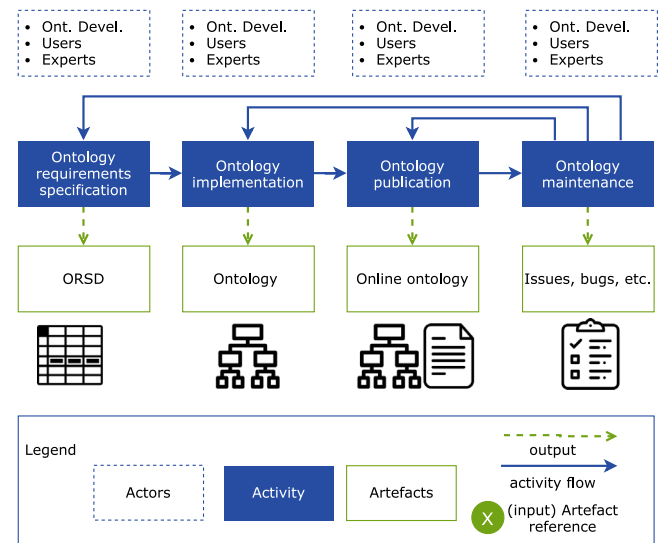 • Ont. Devel.
• Users
• Experts
• Ont. Devel.
• Users
• Experts
• Ont. Devel.
• Users
• Experts
• Ont. Devel.
• Users
• Experts
Ontology
requirements
specification
Ontology
implementation
Ontology
publication
Ontology
maintenance
ORSD
Ontology
Online ontology
Issues, bugs, etc.
Legend
Actors
Activity
Artefacts
output
activity flow
X
(input) Artefact
reference